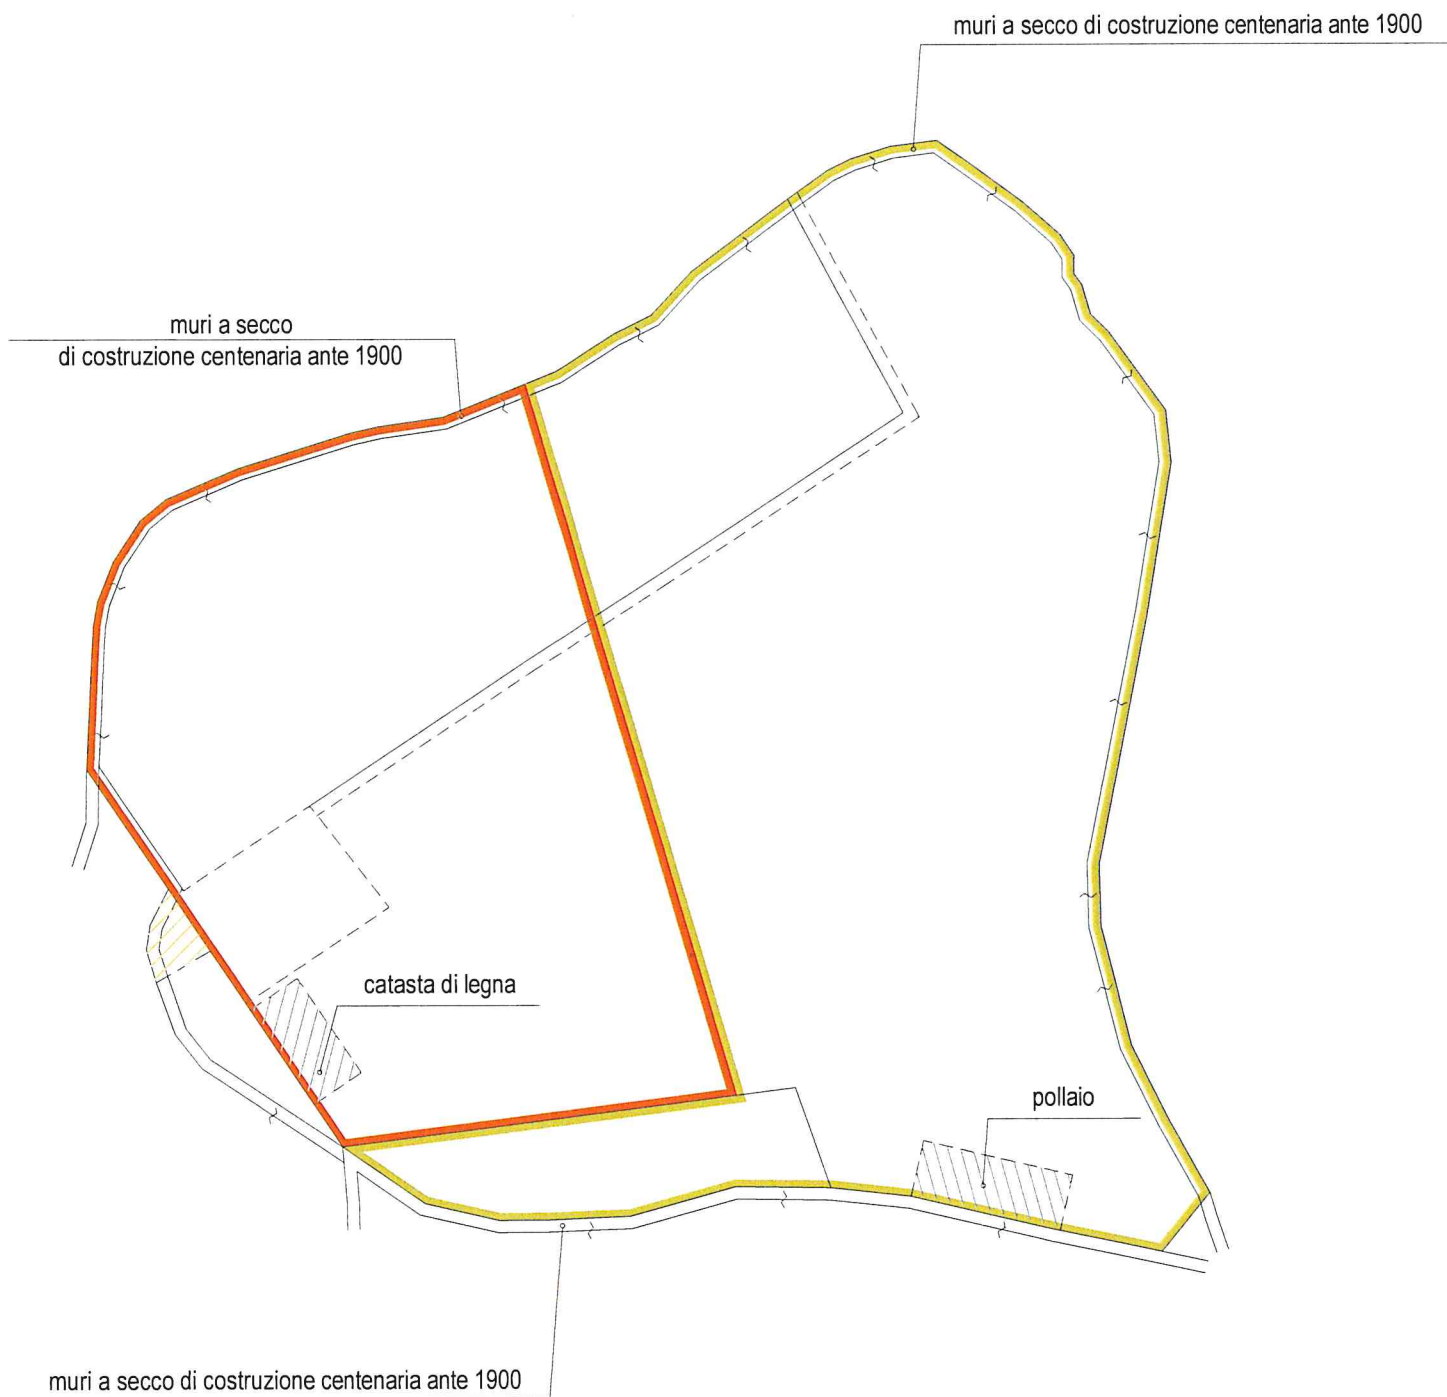 muri a secco di costruzione centenaria ante 1900
muri a secco
di costruzione centenaria ante 1900
catasta di legna
pollaio
muri a secco di costruzione centenaria ante 1900